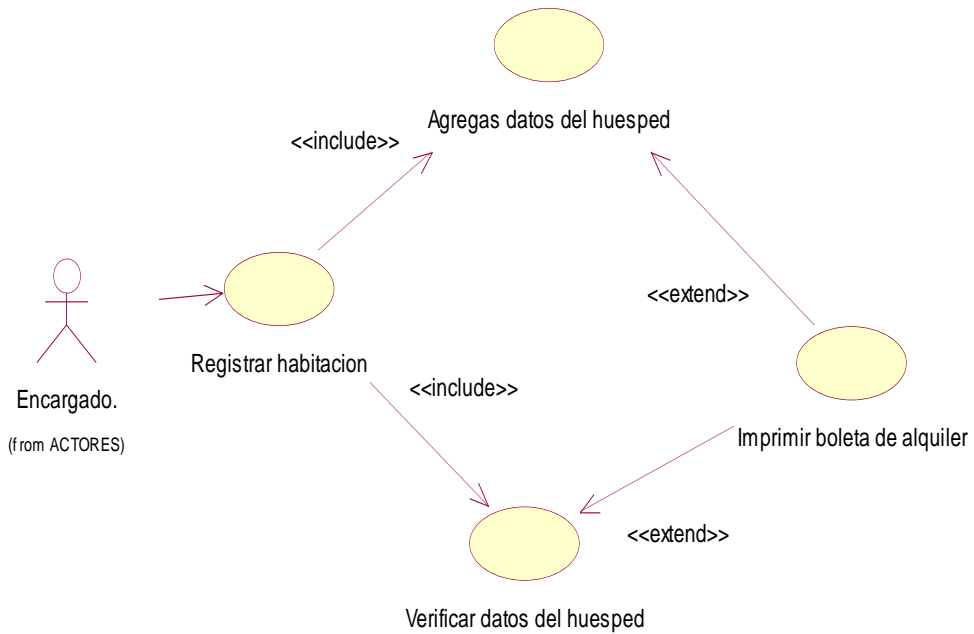 Agregas datos del huesped
<<include>>
<<extend>>
Registrar habitacion
<<include>>
Encargado.
(from ACTORES)
Imprimir boleta de alquiler
<<extend>>
Verificar datos del huesped